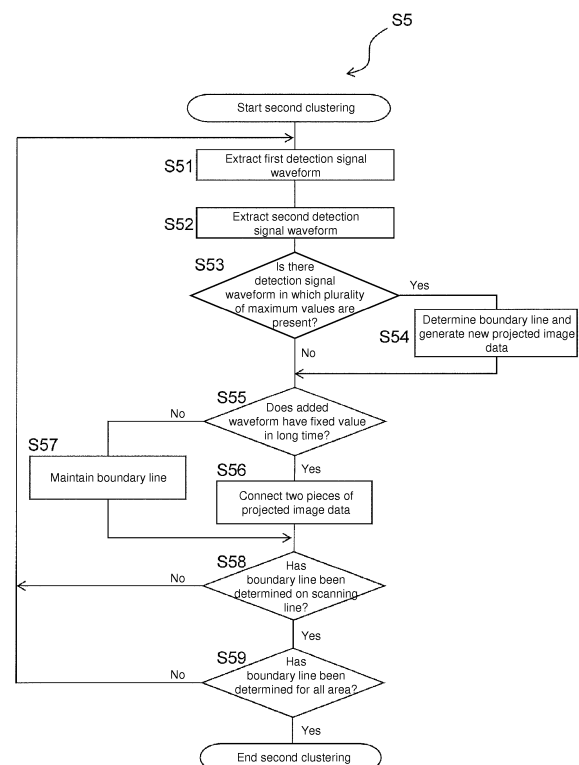 S5
Start second clustering
S51
Extract first detection signal
waveform
S52
Extract second detection
signal waveform
S53
Is there
detection signal
waveform in which plurality
of maximum values are
present?
Yes
No
S54
Determine boundary line and
generate new projected image
data
S55
Does added
waveform have fixed value
in long time?
No
Yes
S57
Maintain boundary line
S56
Connect two pieces of
projected image data
S58
Has
boundary line been
determined on scanning
line?
No
Yes
S59
Has
boundary line been
determined for all area?
No
Yes
End second clustering